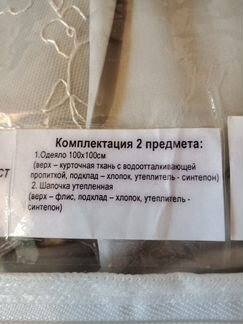 Комплектация 2 предмета:
1.Одеяло 100х100см
(верх – курточная ткань с водоотталкивающей
пропиткой, подклад – хлопок, утеплитель - синтепон)
2. Шапочка утепленная
(верх – флис, подклад – хлопок, утеплитель -
синтепон)
СТ